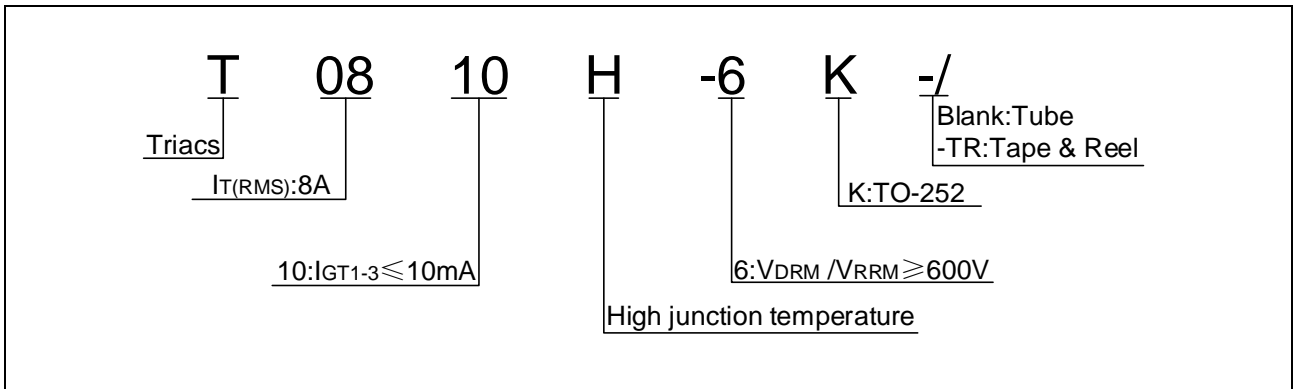 T 08 10 H -6 K -/
Blank:Tube
-TR:Tape & Reel
Triacs
IT(RMS):8A
K:TO-252
10:IGT1-3≤10mA
6:VDRM /VRRM≥600V
High junction temperature